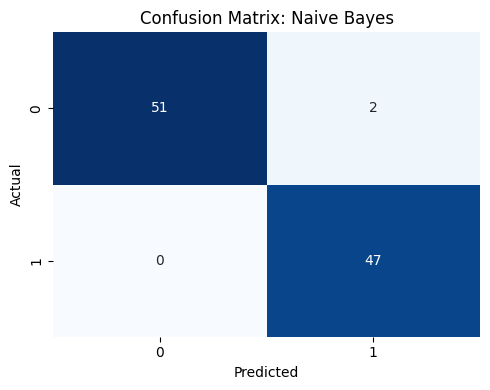 Confusion Matrix: Naive Bayes
Actual
0
51
2
1
0
47
0
1
Predicted